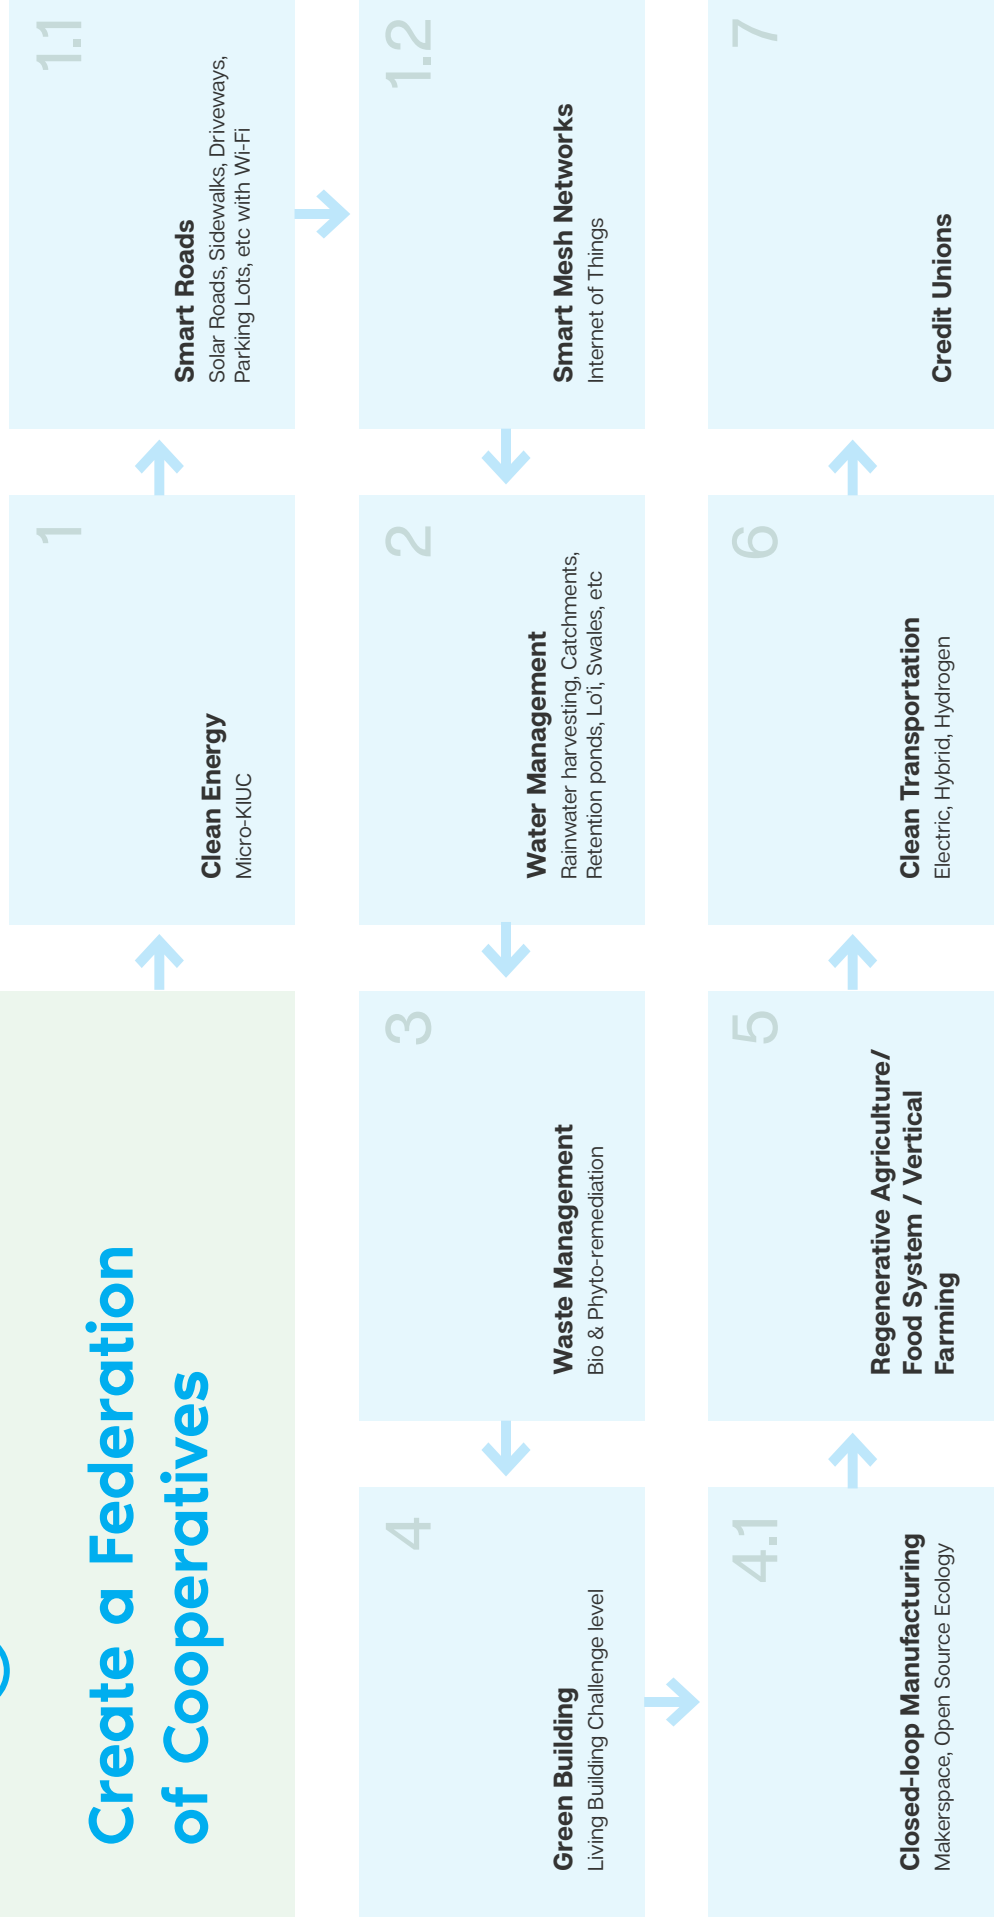 Create a Federation
of Cooperatives
1
Clean Energy
Micro-KIUC
1.1
Smart Roads
Solar Roads, Sidewalks, Driveways,
Parking Lots, etc with Wi-Fi
1.2
Smart Mesh Networks
Internet of Things
2
Water Management
Rainwater harvesting, Catchments,
Retention ponds, Lo'i, Swales, etc
3
Waste Management
Bio & Phyto-remediation
4
Green Building
Living Building Challenge level
4.1
Closed-loop Manufacturing
Makerspace, Open Source Ecology
5
Regenerative Agriculture/
Food System / Vertical
Farming
6
Clean Transportation
Electric, Hybrid, Hydrogen
7
Credit Unions